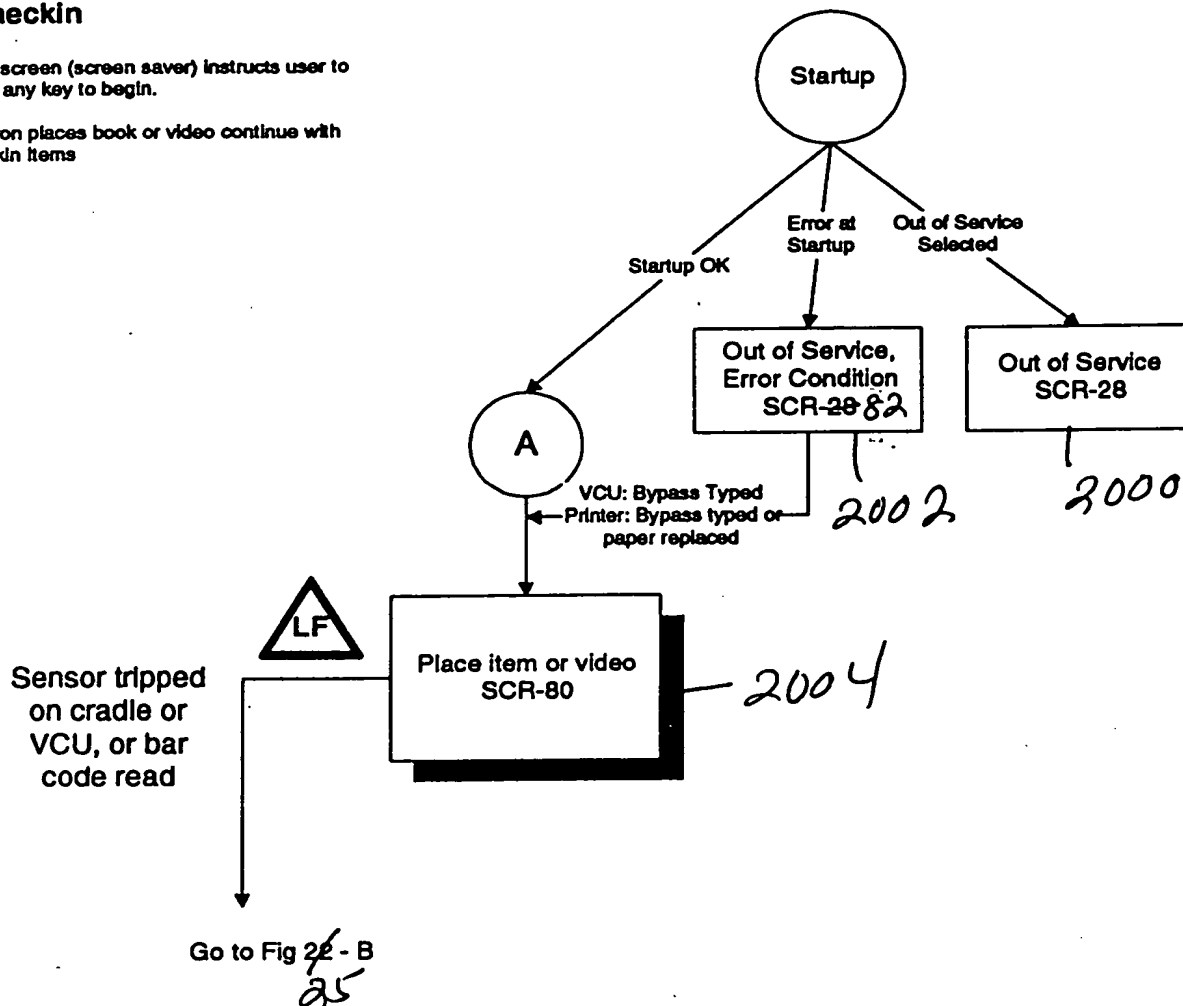 eckin
screen (screen saver) instructs user to
any key to begin.
on places book or video continue with
kin items
Startup
Startup OK
Error at
Startup
Out of Service
Selected
Out of Service,
Error Condition
SCR-28 82
Out of Service
SCR-28
A
VCU: Bypass Typed
Printer: Bypass typed or
paper replaced
2002
2000
LF
Place item or video
SCR-80
2004
Sensor tripped
on cradle or
VCU, or bar
code read
Go to Fig 22 - B
25